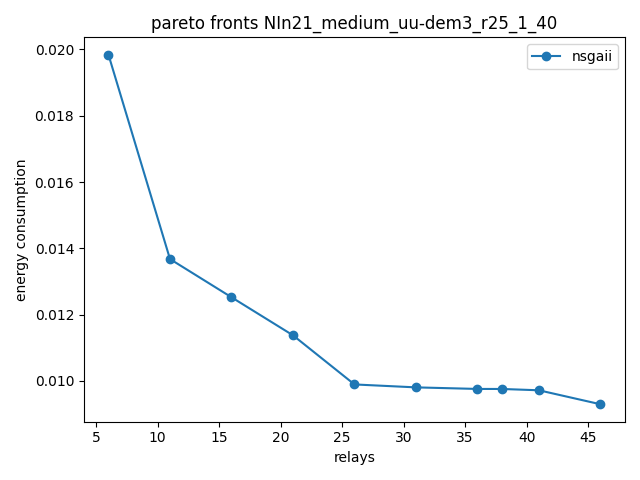 pareto fronts NIn21_medium_uu-dem3_r25_1_40
nsgaii
0.020
0.018
0.016
0.014
0.012
0.010
energy consumption
5 10 15 20 25 30 35 40 45
relays